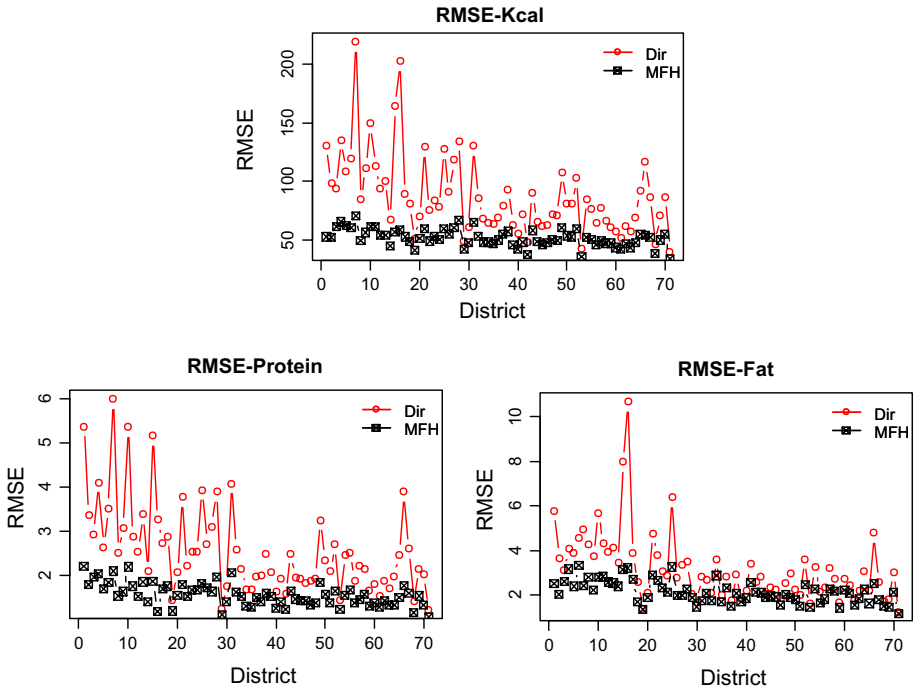 RMSE-Kcal
RMSE
200
150
100
50
Dir
MFH
0 10 20 30 40 50 60 70
District
RMSE-Protein
RMSE
6
5
4
3
2
Dir
MFH
0 10 20 30 40 50 60 70
District
RMSE-Fat
RMSE
10
8
6
4
2
Dir
MFH
0 10 20 30 40 50 60 70
District